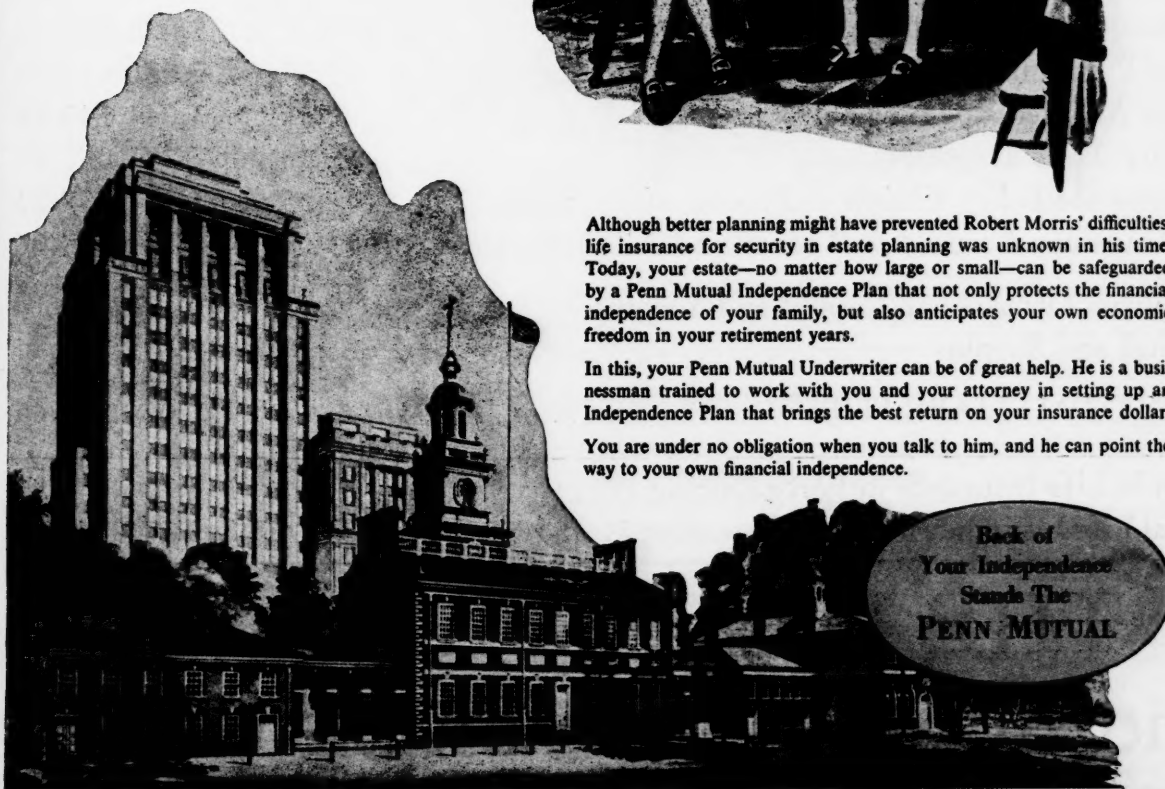 Although better planning might have prevented Robert Morris' difficulties
life insurance for security in estate planning was unknown in his time
Today, your estate—no matter how large or small—can be safeguarded
by a Penn Mutual Independence Plan that not only protects the financial
independence of your family, but also anticipates your own economic
freedom in your retirement years.
In this, your Penn Mutual Underwriter can be of great help. He is a busi
nessman trained to work with you and your attorney in setting up an
Independence Plan that brings the best return on your insurance dollar
You are under no obligation when you talk to him, and he can point the
way to your own financial independence.
Back of
Your Independence
Stands The
PENN MUTUAL